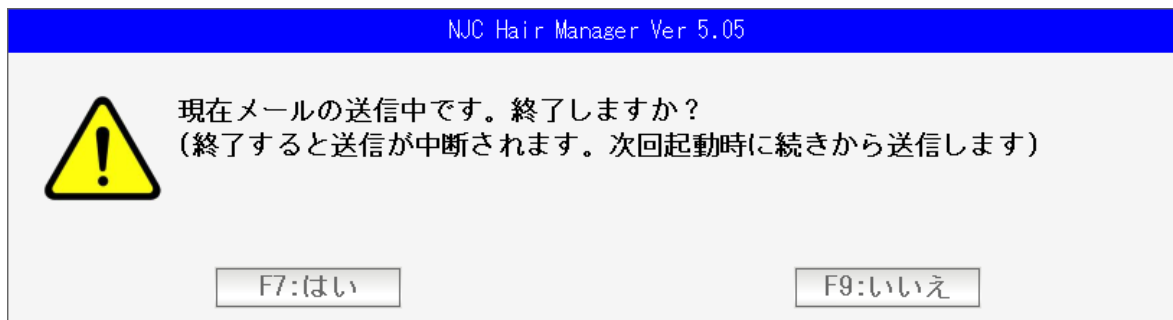 NJC Hair Manager Ver 5.05
現在メールの送信中です。終了しますか？
(終了すると送信が中断されます。次回起動時に続きから送信します)
F7:はい
F9:いいえ